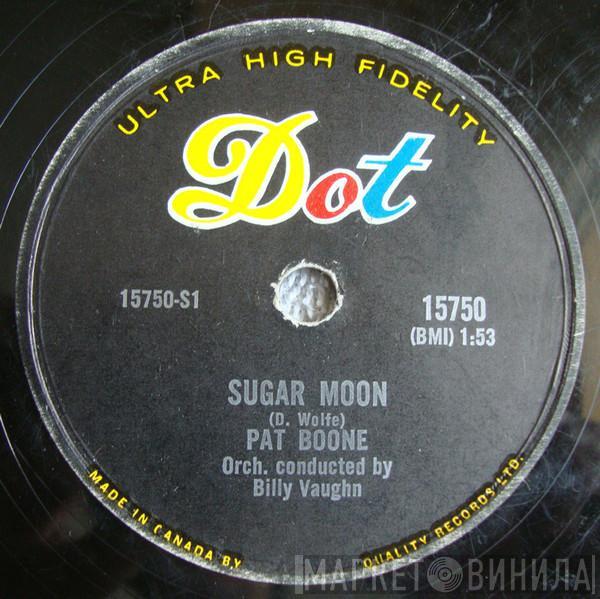 ULTRA HIGH FIDELITY
Dot
15750-S1
15750
(BMI) 1:53
SUGAR MOON
(D. Wolfe)
PAT BOONE
Orch. conducted by
Billy Vaughn
MADE IN CANADA BY QUALITY RECORDS LTD.
МАРКЕТ ВИНИЛА